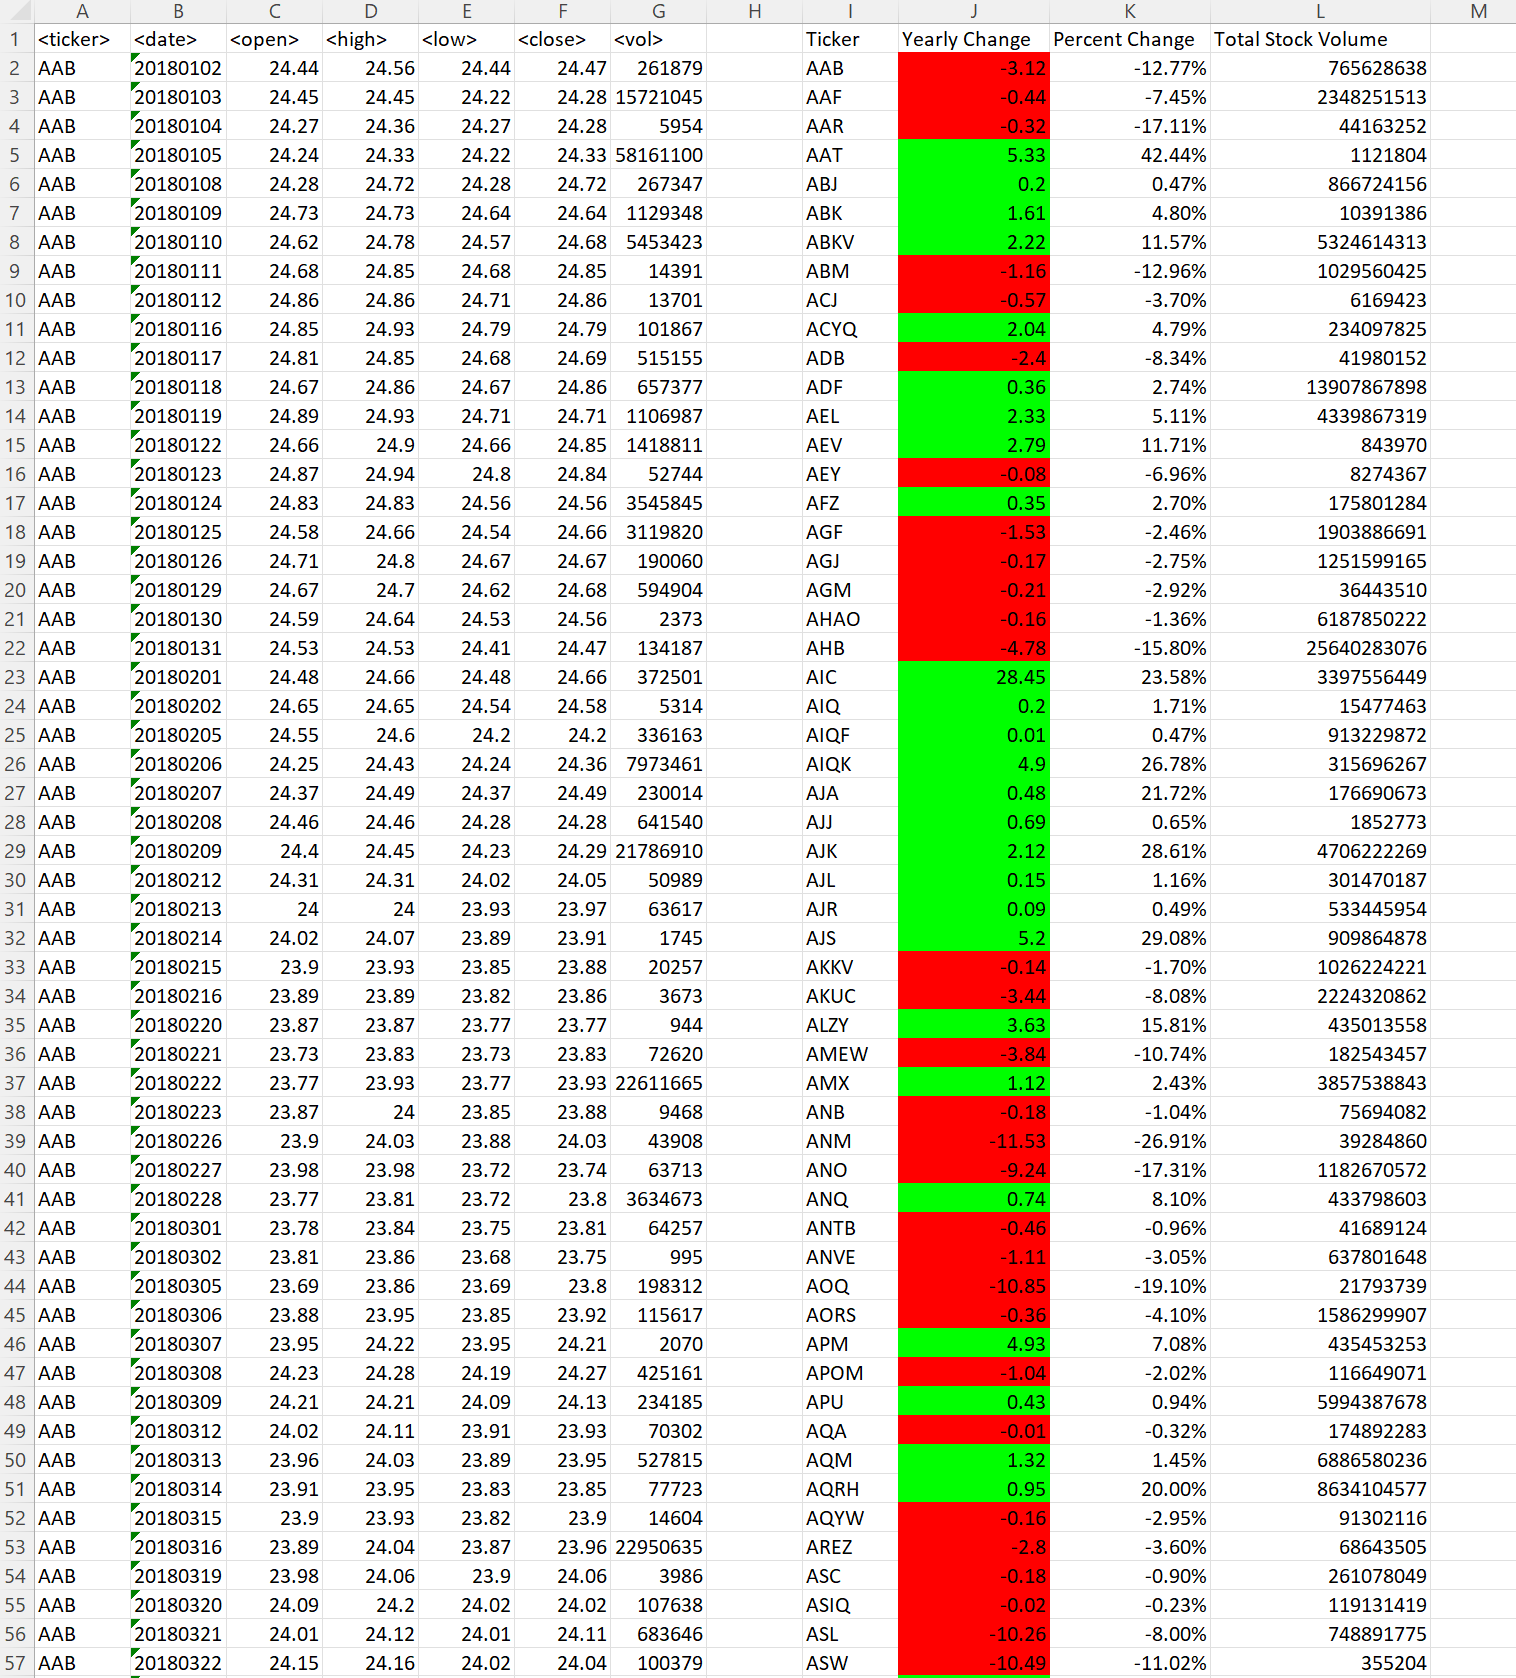 A B C D E F G H I J K L M
1 <ticker> <date> <open> <high> <low> <close> <vol> Ticker Yearly Change Percent Change Total Stock Volume
2 AAB 20180102 24.44 24.56 24.44 24.47 261879 AAB -3.12 -12.77% 765628638
3 AAB 20180103 24.45 24.45 24.22 24.28 15721045 AAF -0.44 -7.45% 2348251513
4 AAB 20180104 24.27 24.36 24.27 24.28 5954 AAR -0.32 -17.11% 44163252
5 AAB 20180105 24.24 24.33 24.22 24.33 58161100 AAT 5.33 42.44% 1121804
6 AAB 20180108 24.28 24.72 24.28 24.72 267347 ABJ 0.2 0.47% 866724156
7 AAB 20180109 24.73 24.73 24.64 24.64 1129348 ABK 1.61 4.80% 10391386
8 AAB 20180110 24.62 24.78 24.57 24.68 5453423 ABKV 2.22 11.57% 5324614313
9 AAB 20180111 24.68 24.85 24.68 24.85 14391 ABM -1.16 -12.96% 1029560425
10 AAB 20180112 24.86 24.86 24.71 24.86 13701 ACJ -0.57 -3.70% 6169423
11 AAB 20180116 24.85 24.93 24.79 24.79 101867 ACYQ 2.04 4.79% 234097825
12 AAB 20180117 24.81 24.85 24.68 24.69 515155 ADB -2.4 -8.34% 41980152
13 AAB 20180118 24.67 24.86 24.67 24.86 657377 ADF 0.36 2.74% 13907867898
14 AAB 20180119 24.89 24.93 24.71 24.71 1106987 AEL 2.33 5.11% 4339867319
15 AAB 20180122 24.66 24.9 24.66 24.85 1418811 AEV 2.79 11.71% 843970
16 AAB 20180123 24.87 24.94 24.8 24.84 52744 AEY -0.08 -6.96% 8274367
17 AAB 20180124 24.83 24.83 24.56 24.56 3545845 AFZ 0.35 2.70% 175801284
18 AAB 20180125 24.58 24.66 24.54 24.66 3119820 AGF -1.53 -2.46% 1903886691
19 AAB 20180126 24.71 24.8 24.67 24.67 190060 AGJ -0.17 -2.75% 1251599165
20 AAB 20180129 24.67 24.7 24.62 24.68 594904 AGM -0.21 -2.92% 36443510
21 AAB 20180130 24.59 24.64 24.53 24.56 2373 AHAO -0.16 -1.36% 6187850222
22 AAB 20180131 24.53 24.53 24.41 24.47 134187 AHB -4.78 -15.80% 25640283076
23 AAB 20180201 24.48 24.66 24.48 24.66 372501 AIC 28.45 23.58% 3397556449
24 AAB 20180202 24.65 24.65 24.54 24.58 5314 AIQ 0.2 1.71% 15477463
25 AAB 20180205 24.55 24.6 24.2 24.2 336163 AIQF 0.01 0.47% 913229872
26 AAB 20180206 24.25 24.43 24.24 24.36 7973461 AIQK 4.9 26.78% 315696267
27 AAB 20180207 24.37 24.49 24.37 24.49 230014 AJA 0.48 21.72% 176690673
28 AAB 20180208 24.46 24.46 24.28 24.28 641540 AJJ 0.69 0.65% 1852773
29 AAB 20180209 24.4 24.45 24.23 24.29 21786910 AJK 2.12 28.61% 4706222269
30 AAB 20180212 24.31 24.31 24.02 24.05 50989 AJL 0.15 1.16% 301470187
31 AAB 20180213 24 24 23.93 23.97 63617 AJR 0.09 0.49% 533445954
32 AAB 20180214 24.02 24.07 23.89 23.91 1745 AJS 5.2 29.08% 909864878
33 AAB 20180215 23.9 23.93 23.85 23.88 20257 AKKV -0.14 -1.70% 1026224221
34 AAB 20180216 23.89 23.89 23.82 23.86 3673 AKUC -3.44 -8.08% 2224320862
35 AAB 20180220 23.87 23.87 23.77 23.77 944 ALZY 3.63 15.81% 435013558
36 AAB 20180221 23.73 23.83 23.73 23.83 72620 AMEW -3.84 -10.74% 182543457
37 AAB 20180222 23.77 23.93 23.77 23.93 22611665 AMX 1.12 2.43% 3857538843
38 AAB 20180223 23.87 24 23.85 23.88 9468 ANB -0.18 -1.04% 75694082
39 AAB 20180226 23.9 24.03 23.88 24.03 43908 ANM -11.53 -26.91% 39284860
40 AAB 20180227 23.98 23.98 23.72 23.74 63713 ANO -9.24 -17.31% 1182670572
41 AAB 20180228 23.77 23.81 23.72 23.8 3634673 ANQ 0.74 8.10% 433798603
42 AAB 20180301 23.78 23.84 23.75 23.81 64257 ANTB -0.46 -0.96% 41689124
43 AAB 20180302 23.81 23.86 23.68 23.75 995 ANVE -1.11 -3.05% 637801648
44 AAB 20180305 23.69 23.86 23.69 23.8 198312 AOQ -10.85 -19.10% 21793739
45 AAB 20180306 23.88 23.95 23.85 23.92 115617 AORS -0.36 -4.10% 1586299907
46 AAB 20180307 23.95 24.22 23.95 24.21 2070 APM 4.93 7.08% 435453253
47 AAB 20180308 24.23 24.28 24.19 24.27 425161 APOM -1.04 -2.02% 116649071
48 AAB 20180309 24.21 24.21 24.09 24.13 234185 APU 0.43 0.94% 5994387678
49 AAB 20180312 24.02 24.11 23.91 23.93 70302 AQA -0.01 -0.32% 174892283
50 AAB 20180313 23.96 24.03 23.89 23.95 527815 AQM 1.32 1.45% 6886580236
51 AAB 20180314 23.91 23.95 23.83 23.85 77723 AQRH 0.95 20.00% 8634104577
52 AAB 20180315 23.9 23.93 23.82 23.9 14604 AQYW -0.16 -2.95% 91302116
53 AAB 20180316 23.89 24.04 23.87 23.96 22950635 AREZ -2.8 -3.60% 68643505
54 AAB 20180319 23.98 24.06 23.9 24.06 3986 ASC -0.18 -0.90% 261078049
55 AAB 20180320 24.09 24.2 24.02 24.02 107638 ASIQ -0.02 -0.23% 119131419
56 AAB 20180321 24.01 24.12 24.01 24.11 683646 ASL -10.26 -8.00% 748891775
57 AAB 20180322 24.15 24.16 24.02 24.04 100379 ASW -10.49 -11.02% 355204